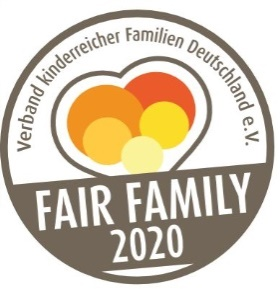 Verband kinderreicher Familien Deutschland e.V.
FAIR FAMILY
2020